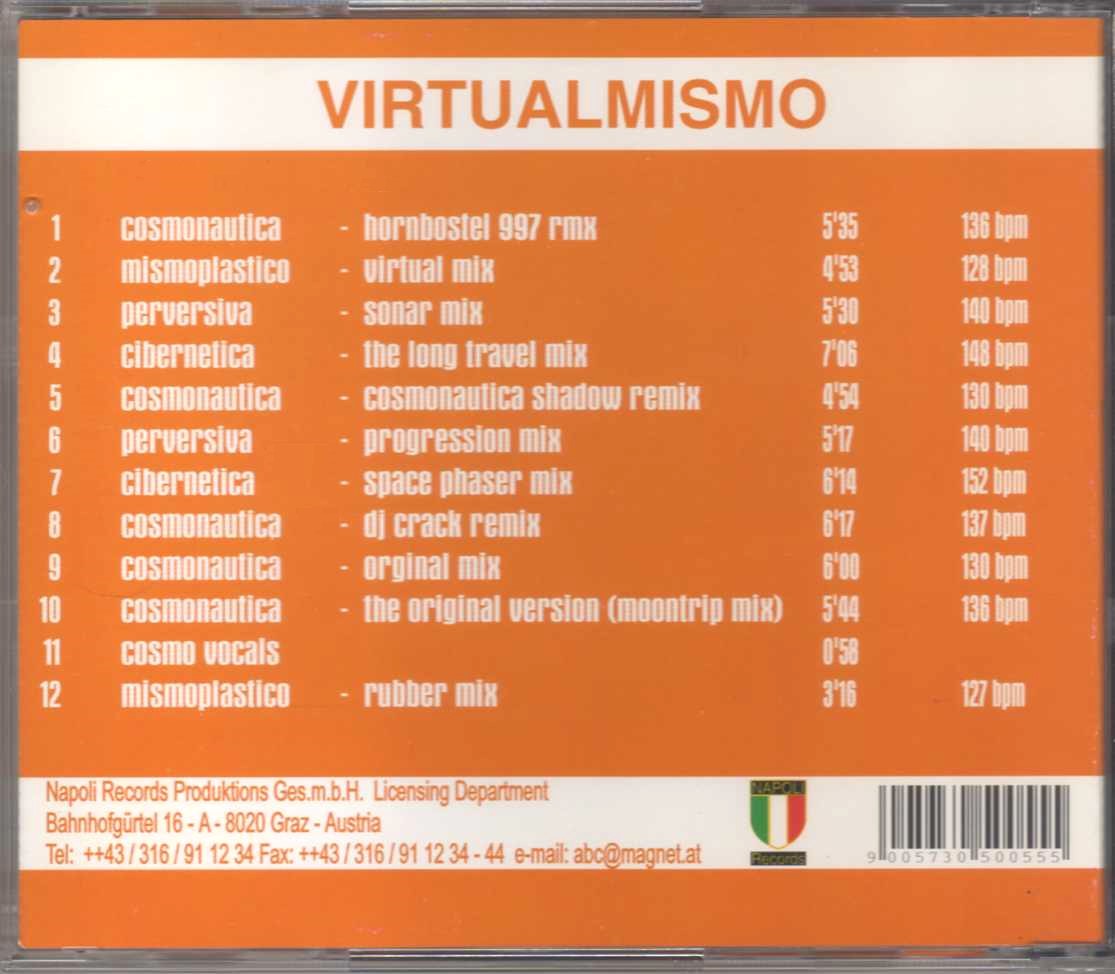 VIRTUALMISMO
1 cosmonautica - hornbostel 997 rmx 5'35 136 bpm
2 mismoplastico - virtual mix 4'53 128 bpm
3 perversiva - sonar mix 5'30 140 bpm
4 cibernetica - the long travel mix 7'06 148 bpm
5 cosmonautica - cosmonautica shadow remix 4'54 130 bpm
6 perversiva - progression mix 5'17 140 bpm
7 cibernetica - space phaser mix 6'14 152 bpm
8 cosmonautica - dj crack remix 6'17 137 bpm
9 cosmonautica - orginal mix 6'00 130 bpm
10 cosmonautica - the original version (moontrip mix) 5'44 136 bpm
11 cosmo vocals 0'58
12 mismoplastico - rubber mix 3'16 127 bpm
Napoli Records Produktions Ges.m.b.H. Licensing Department
Bahnhofgürtel 16 - A - 8020 Graz - Austria
Tel: ++43 / 316 / 91 12 34 Fax: ++43 / 316 / 91 12 34 - 44 e-mail: abc@magnet.at
NAPOLI
Records
9 005730 500555